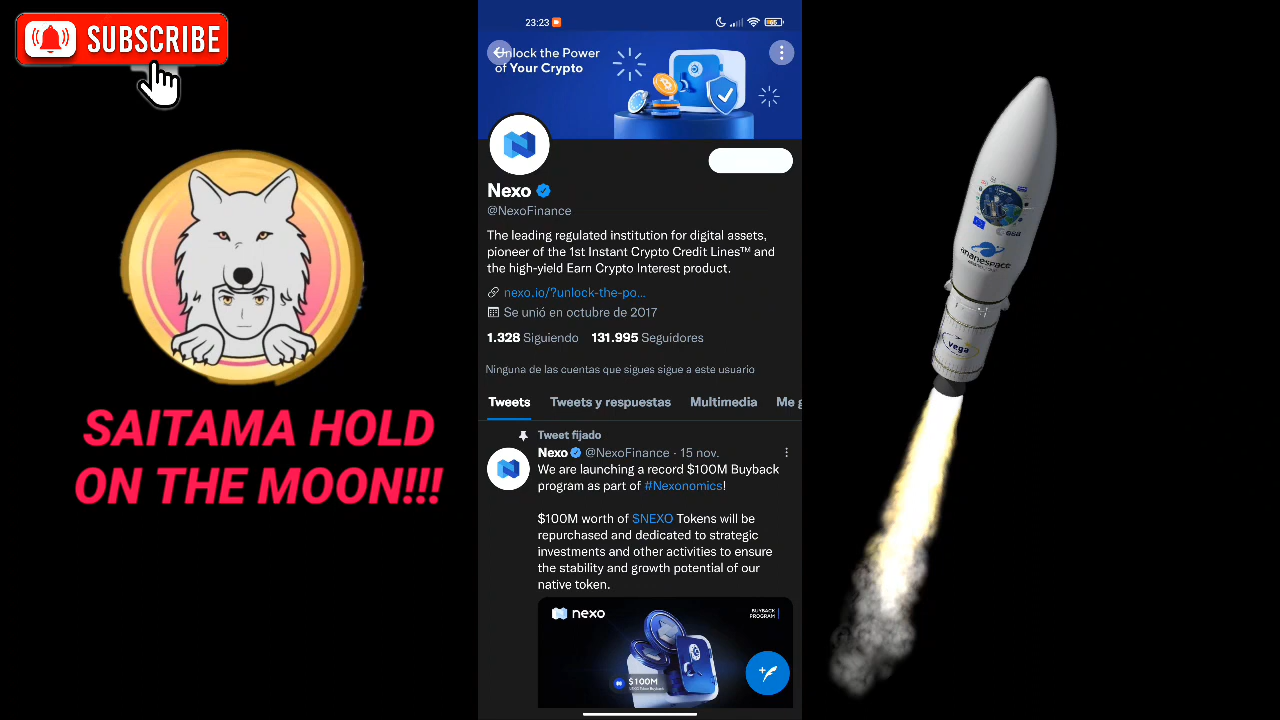 SUBSCRIBE
SAITAMA HOLD
ON THE MOON!!!
23:23
65
Unlock the Power
of Your Crypto
Nexo
@NexoFinance
The leading regulated institution for digital assets,
pioneer of the 1st Instant Crypto Credit Lines™ and
the high-yield Earn Crypto Interest product.
nexo.io/?unlock-the-po...
Se unió en octubre de 2017
1.328 Siguiendo 131.995 Seguidores
Ninguna de las cuentas que sigues sigue a este usuario
Tweets Tweets y respuestas Multimedia Me g
Tweet fijado
Nexo @NexoFinance · 15 nov.
We are launching a record $100M Buyback
program as part of #Nexonomics!
$100M worth of $NEXO Tokens will be
repurchased and dedicated to strategic
investments and other activities to ensure
the stability and growth potential of our
native token.
nexo
BUYBACK
PROGRAM
$100M
esa
arianespace
vega